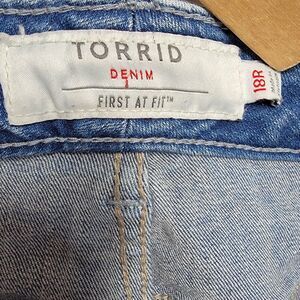 TORRID
DENIM
FIRST AT FIT™
18R